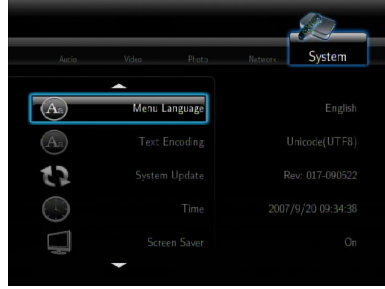 Audio Video Photo Network System
Menu Language English
Text Encoding Unicode(UTF8)
System Update Rev: 017-090522
Time 2007/9/20 09:34:38
Screen Saver On